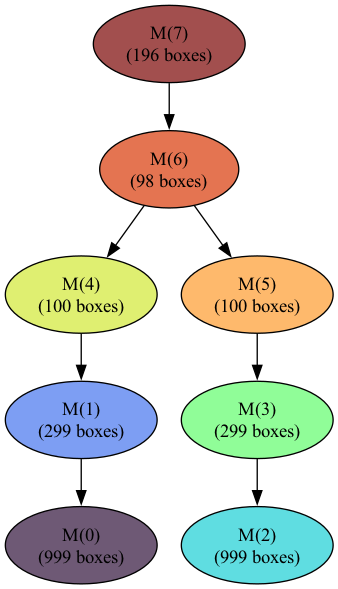 M(7)
(196 boxes)
M(6)
(98 boxes)
M(4)
(100 boxes)
M(5)
(100 boxes)
M(1)
(299 boxes)
M(3)
(299 boxes)
M(0)
(999 boxes)
M(2)
(999 boxes)